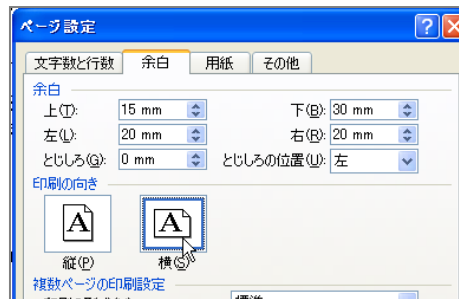 ページ設定
文字数と行数 余白 用紙 その他
余白
上(T): 15 mm 下(B): 30 mm
左(L): 20 mm 右(R): 20 mm
とじしろ(G): 0 mm とじしろの位置(U): 左
印刷の向き
A A
縦(P) 横(S)
複数ページの印刷設定
標準